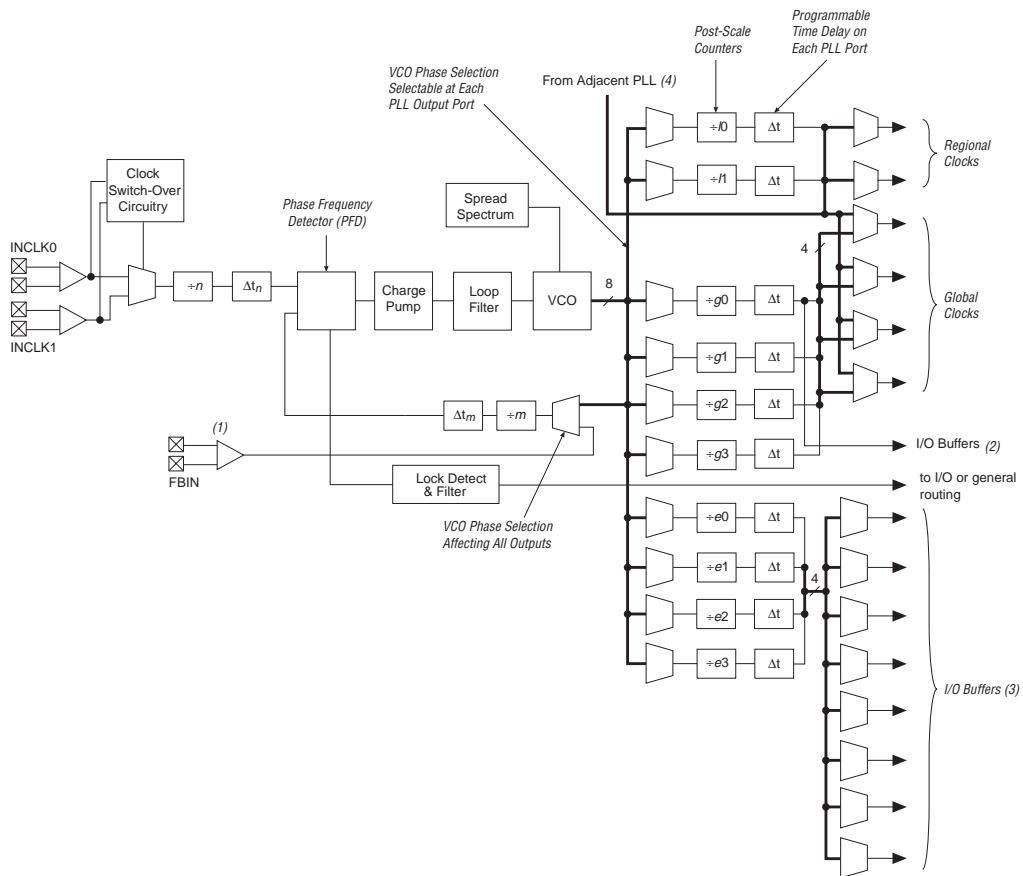 Programmable
Time Delay on
Each PLL Port
Post-Scale
Counters
VCO Phase Selection
Selectable at Each
PLL Output Port
From Adjacent PLL (4)
÷l0
Δt
÷l1
Δt
Regional
Clocks
Clock
Switch-Over
Circuitry
Phase Frequency
Detector (PFD)
Spread
Spectrum
4
INCLK0
÷n
Δtn
Charge
Pump
Loop
Filter
VCO
8
÷g0
Δt
Global
Clocks
INCLK1
÷g1
Δt
Δtm
÷m
÷g2
Δt
(1)
FBIN
÷g3
Δt
I/O Buffers (2)
Lock Detect
& Filter
to I/O or general
routing
VCO Phase Selection
Affecting All Outputs
÷e0
Δt
÷e1
Δt
4
÷e2
Δt
÷e3
Δt
I/O Buffers (3)